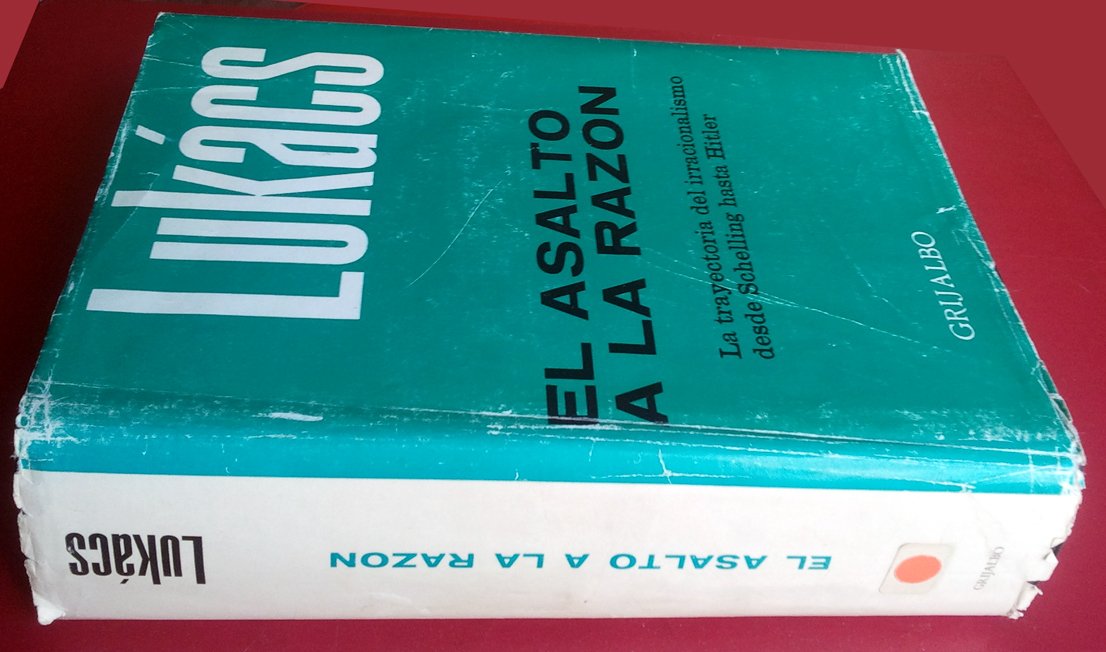 Lukács
EL ASALTO
A LA RAZON
La trayectoria del irracionalismo
desde Schelling hasta Hitler
GRIJALBO
Lukács
EL ASALTO A LA RAZON
GRIJALBO